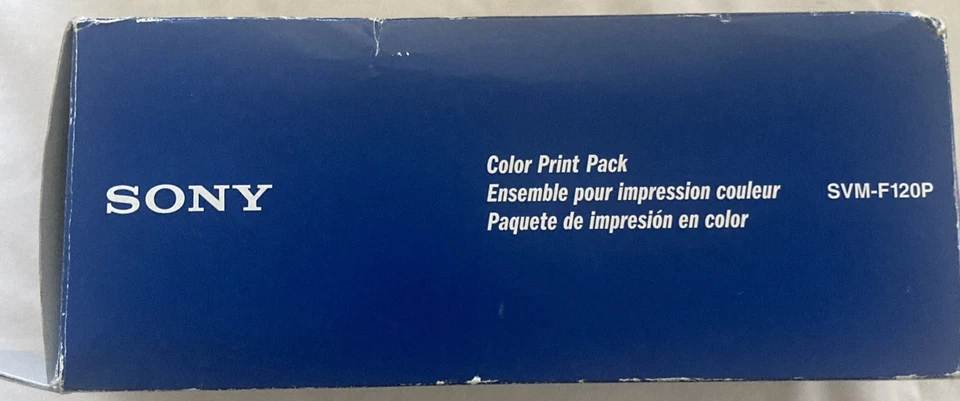 SONY
Color Print Pack
Ensemble pour impression couleur
Paquete de impresión en color
SVM-F120P